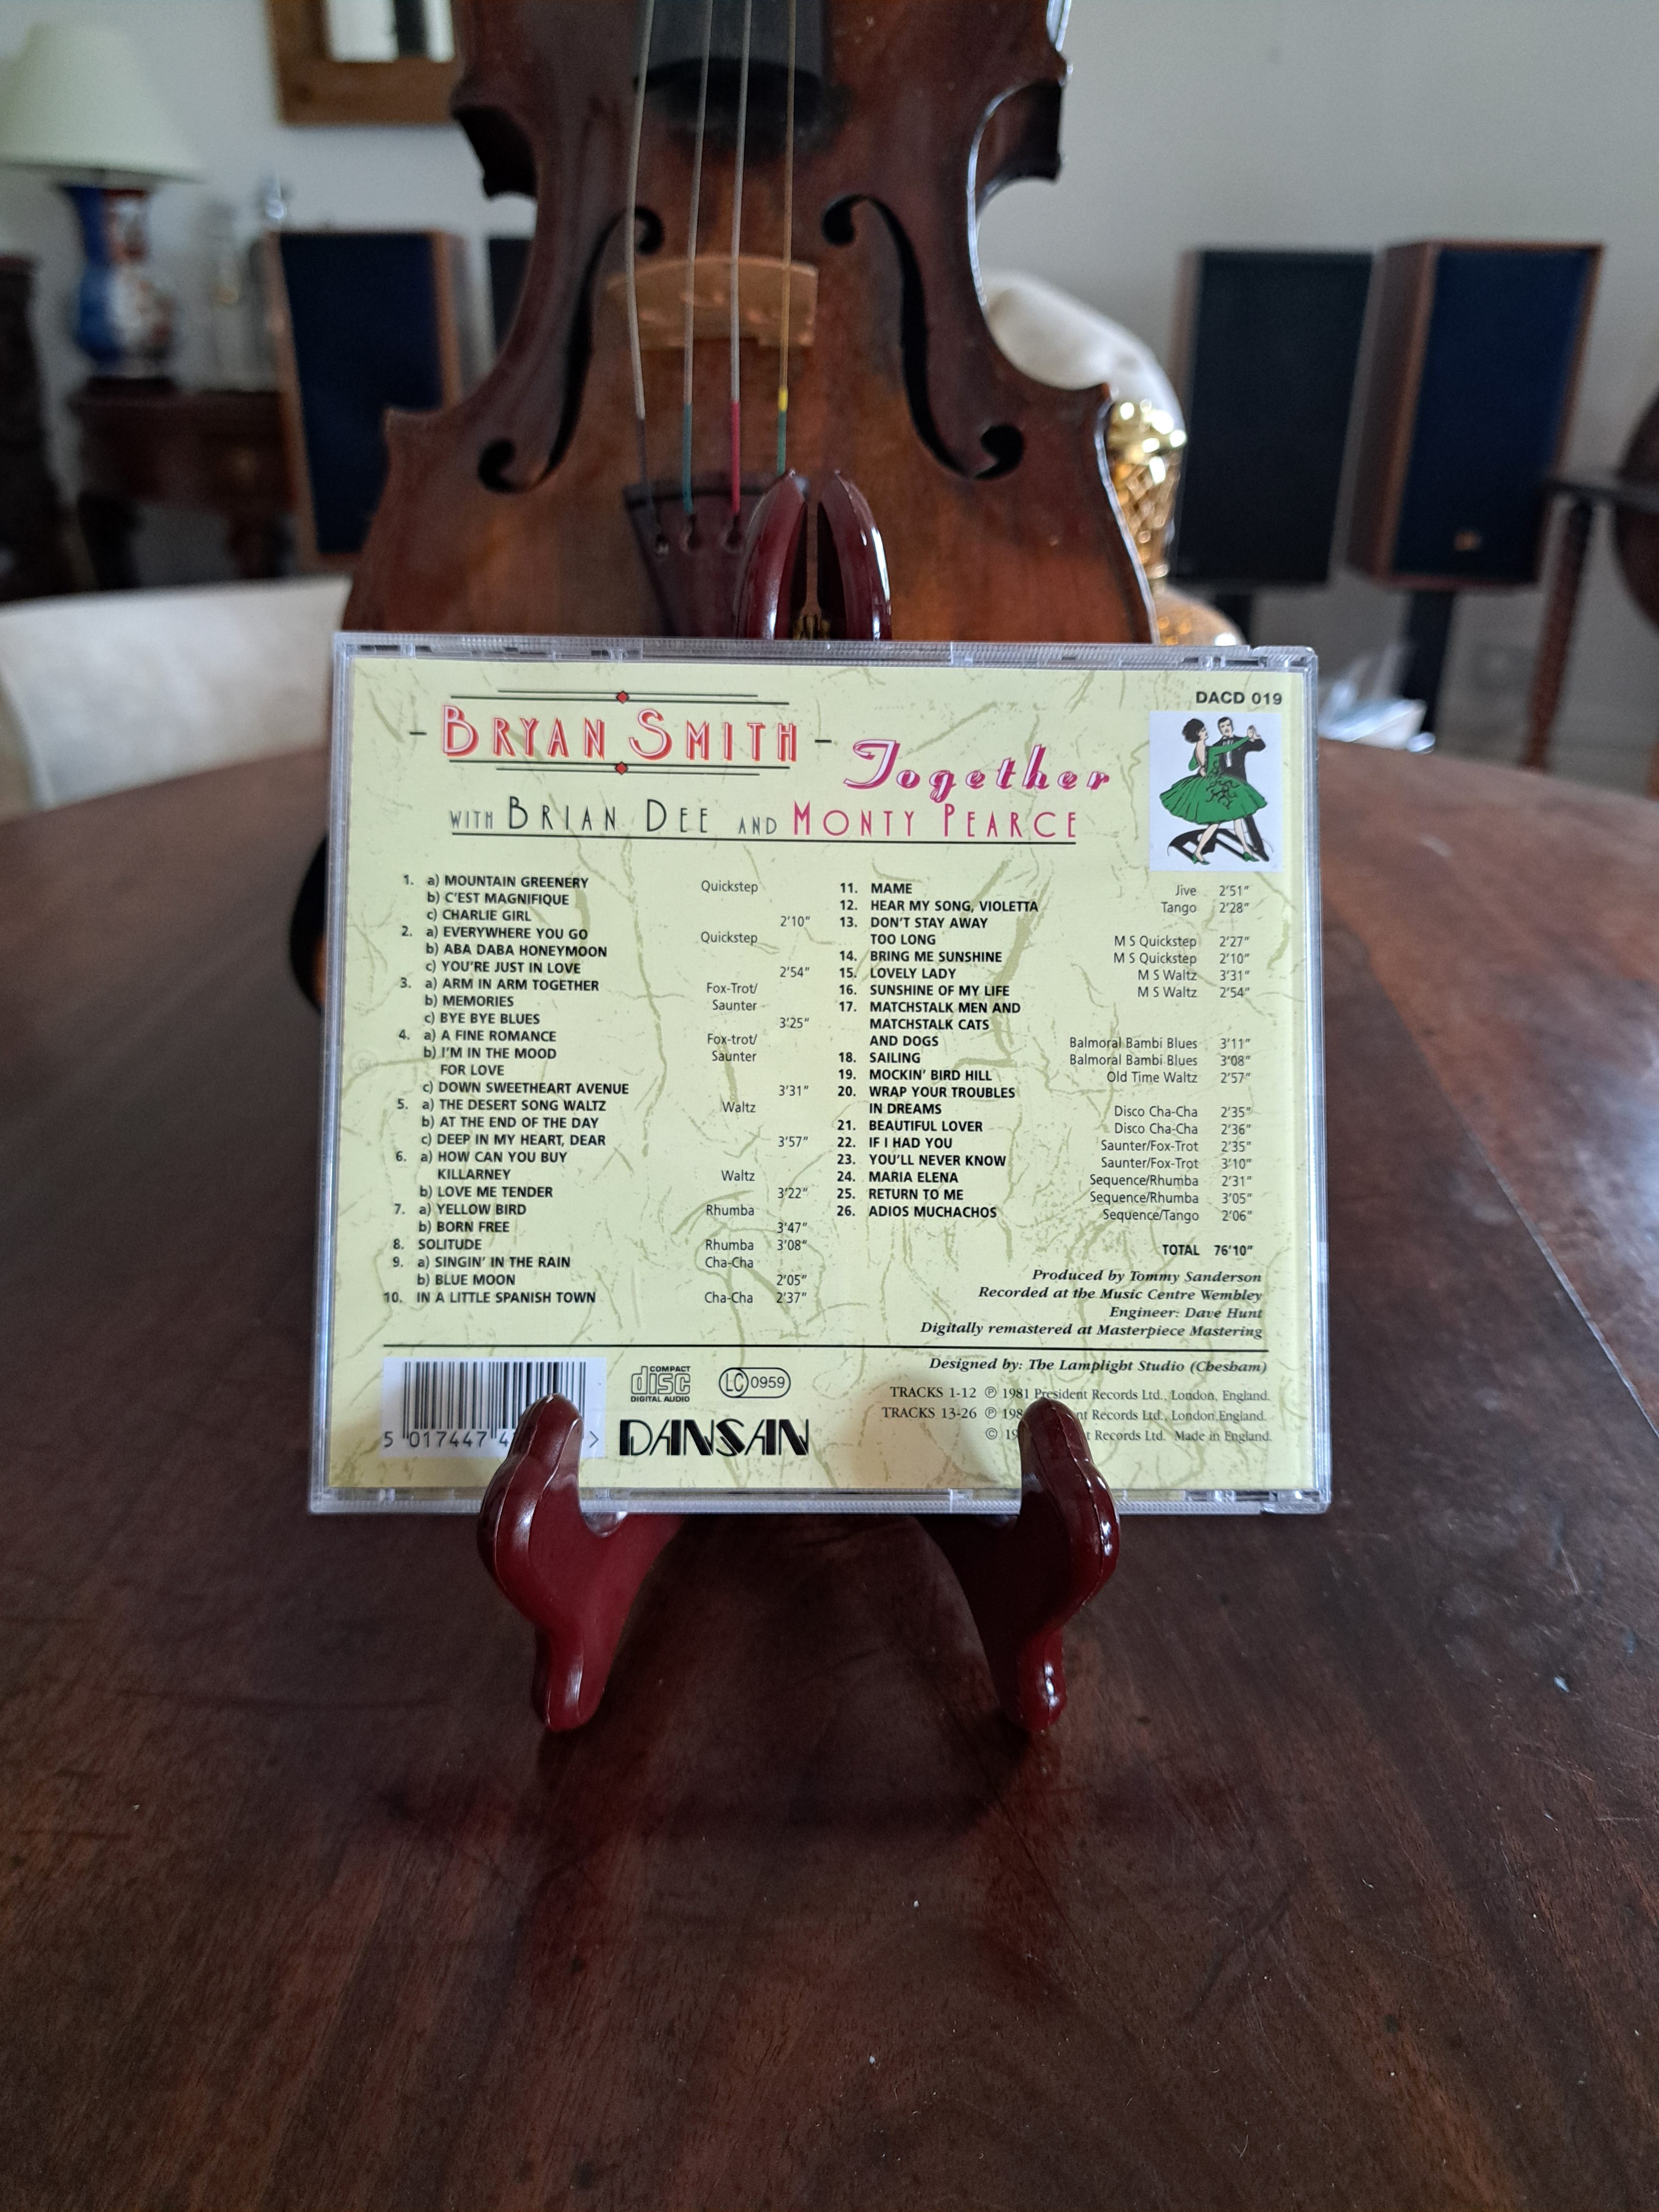 DACD 019
- BRYAN SMITH -
Together
WITH BRIAN DEE AND MONTY PEARCE
1. a) MOUNTAIN GREENERY Quickstep
b) C'EST MAGNIFIQUE
c) CHARLIE GIRL 2'10"
2. a) EVERYWHERE YOU GO Quickstep
b) ABA DABA HONEYMOON
c) YOU'RE JUST IN LOVE 2'54"
3. a) ARM IN ARM TOGETHER Fox-Trot/
b) MEMORIES Saunter
c) BYE BYE BLUES 3'25"
4. a) A FINE ROMANCE Fox-trot/
b) I'M IN THE MOOD Saunter
FOR LOVE
c) DOWN SWEETHEART AVENUE 3'31"
5. a) THE DESERT SONG WALTZ Waltz
b) AT THE END OF THE DAY
c) DEEP IN MY HEART, DEAR 3'57"
6. a) HOW CAN YOU BUY
KILLARNEY Waltz
b) LOVE ME TENDER 3'22"
7. a) YELLOW BIRD Rhumba
b) BORN FREE 3'47"
8. SOLITUDE Rhumba 3'08"
9. a) SINGIN' IN THE RAIN Cha-Cha
b) BLUE MOON 2'05"
10. IN A LITTLE SPANISH TOWN Cha-Cha 2'37"
11. MAME Jive 2'51"
12. HEAR MY SONG, VIOLETTA Tango 2'28"
13. DON'T STAY AWAY
TOO LONG M S Quickstep 2'27"
14. BRING ME SUNSHINE M S Quickstep 2'10"
15. LOVELY LADY M S Waltz 3'31"
16. SUNSHINE OF MY LIFE M S Waltz 2'54"
17. MATCHSTALK MEN AND
MATCHSTALK CATS
AND DOGS Balmoral Bambi Blues 3'11"
18. SAILING Balmoral Bambi Blues 3'08"
19. MOCKIN' BIRD HILL Old Time Waltz 2'57"
20. WRAP YOUR TROUBLES
IN DREAMS Disco Cha-Cha 2'35"
21. BEAUTIFUL LOVER Disco Cha-Cha 2'36"
22. IF I HAD YOU Saunter/Fox-Trot 2'35"
23. YOU'LL NEVER KNOW Saunter/Fox-Trot 3'10"
24. MARIA ELENA Sequence/Rhumba 2'31"
25. RETURN TO ME Sequence/Rhumba 3'05"
26. ADIOS MUCHACHOS Sequence/Tango 2'06"
TOTAL 76'10"
Produced by Tommy Sanderson
Recorded at the Music Centre Wembley
Engineer: Dave Hunt
Digitally remastered at Masterpiece Mastering
Designed by: The Lamplight Studio (Chesham)
COMPACT
disc
DIGITAL AUDIO
LC 0959
DANSAN
5 017447 4 >
TRACKS 1-12 ℗ 1981 President Records Ltd., London, England.
TRACKS 13-26 ℗ Records Ltd., London, England.
© Records Ltd. Made in England.